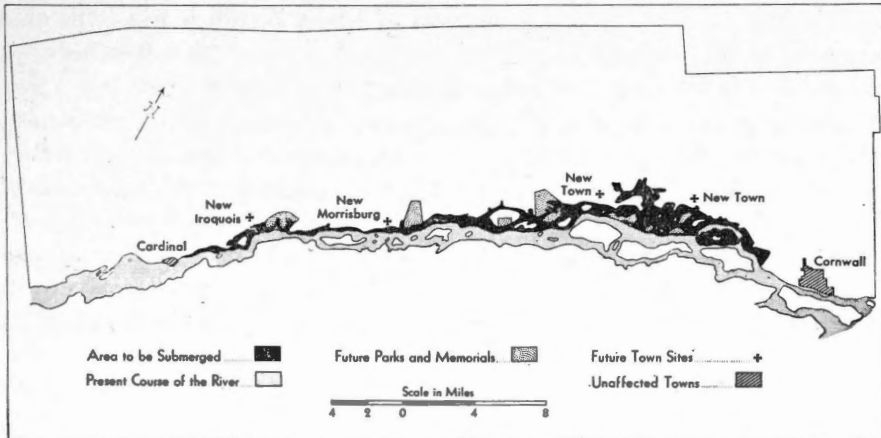 New
Town +
+ New Town
New
Iroquois +
New
Morrisburg +
Cardinal
Cornwall
Area to be Submerged
Future Parks and Memorials
Future Town Sites +
Present Course of the River
Unaffected Towns
Scale in Miles
4 2 0 8